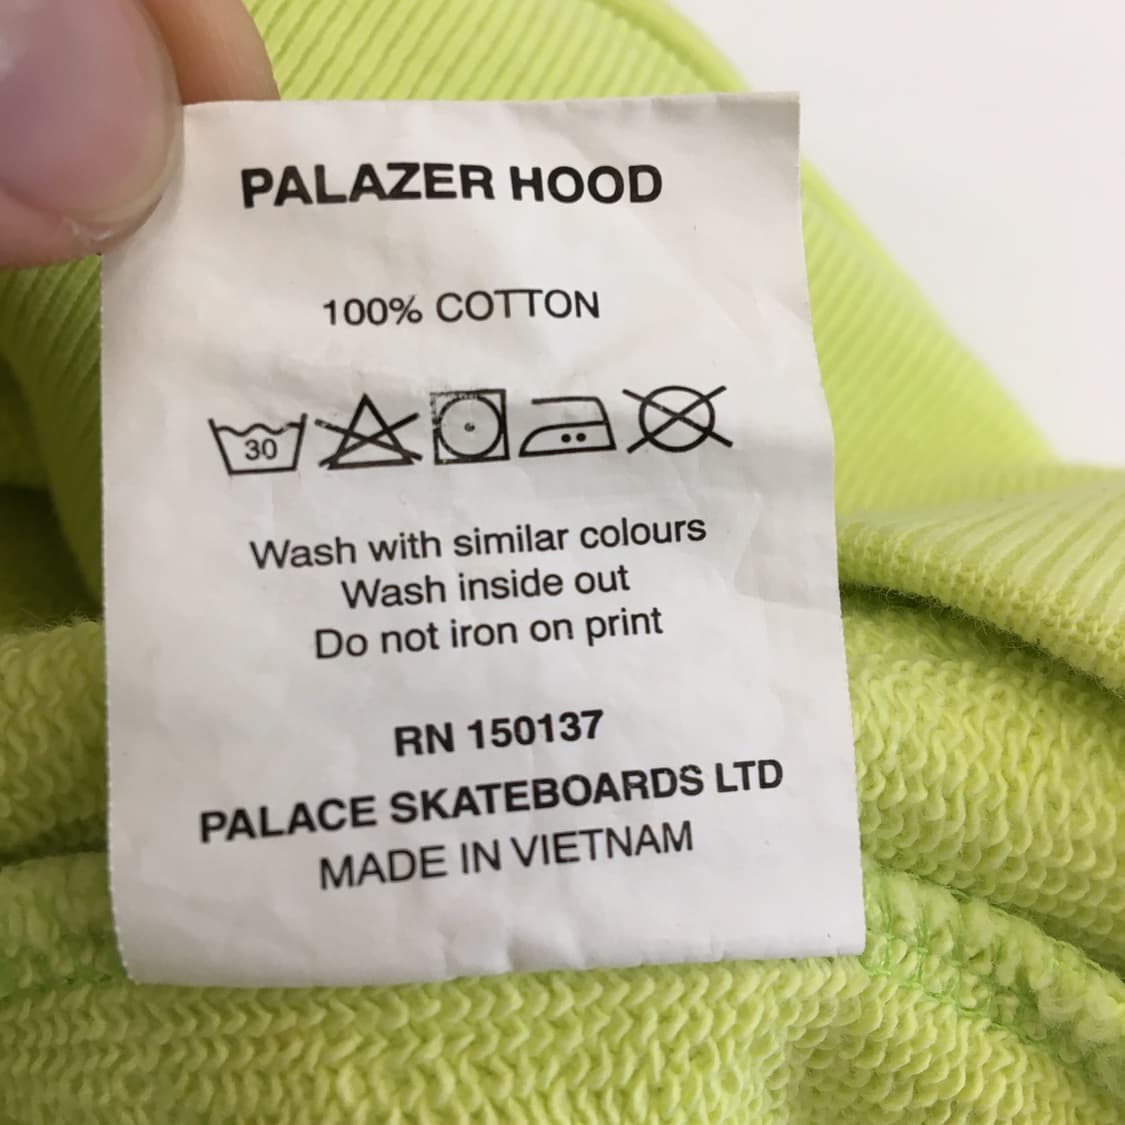 PALAZER HOOD
100% COTTON
30
Wash with similar colours
Wash inside out
Do not iron on print
RN 150137
PALACE SKATEBOARDS LTD
MADE IN VIETNAM